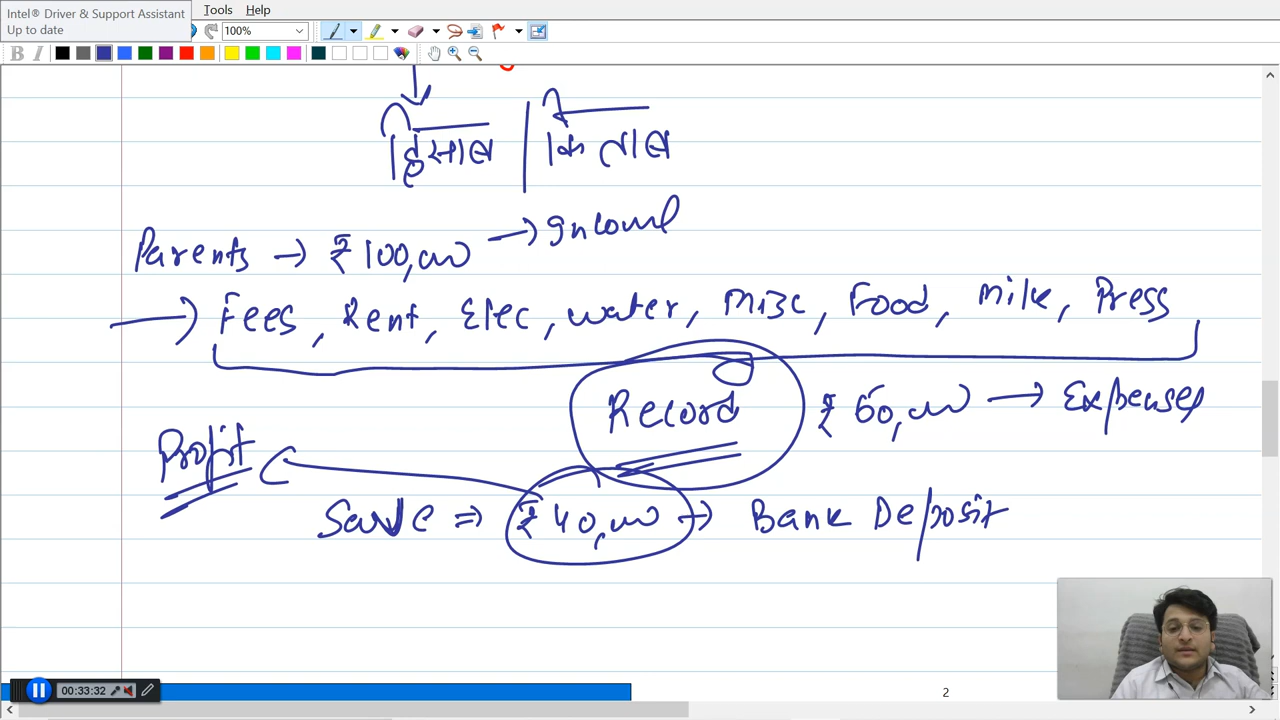 Intel® Driver & Support Assistant
Up to date
Tools Help
100%
B I
हिसाब | किताब
Parents → ₹ 100,000 → Income
→ Fees, Rent, Elec, water, Misc, Food, Milk, Press
Record ₹ 60,000 → Expenses
Profit
Save ⇒ ₹ 40,000 → Bank Deposit
00:33:32
2